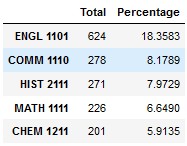 Total Percentage
ENGL 1101 624 18.3583
COMM 1110 278 8.1789
HIST 2111 271 7.9729
MATH 1111 226 6.6490
CHEM 1211 201 5.9135